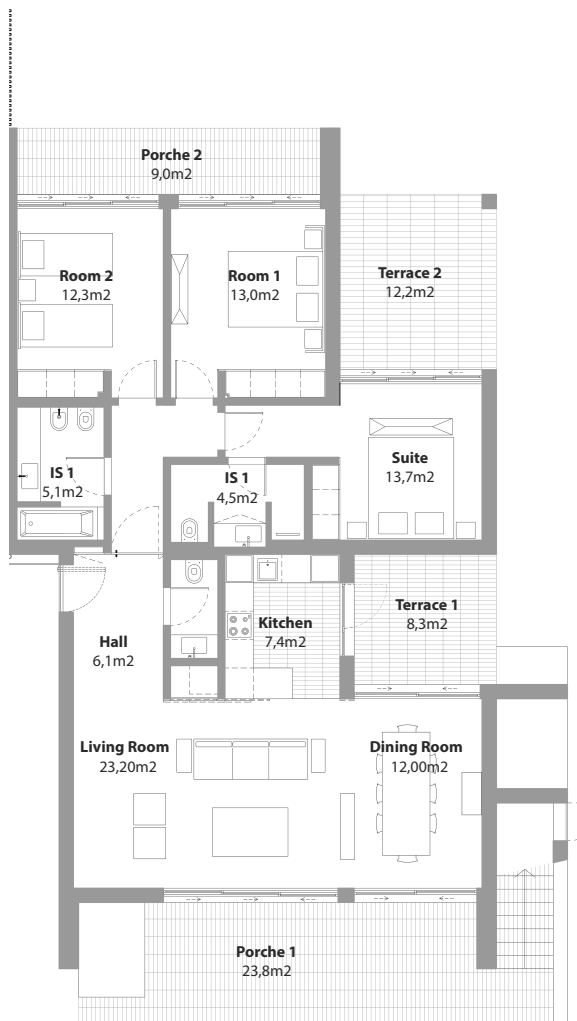 Porche 2
9,0m2
Room 2
12,3m2
Room 1
13,0m2
Terrace 2
12,2m2
Suite
13,7m2
IS 1
5,1m2
IS 1
4,5m2
Terrace 1
8,3m2
Kitchen
7,4m2
Hall
6,1m2
Living Room
23,20m2
Dining Room
12,00m2
Porche 1
23,8m2